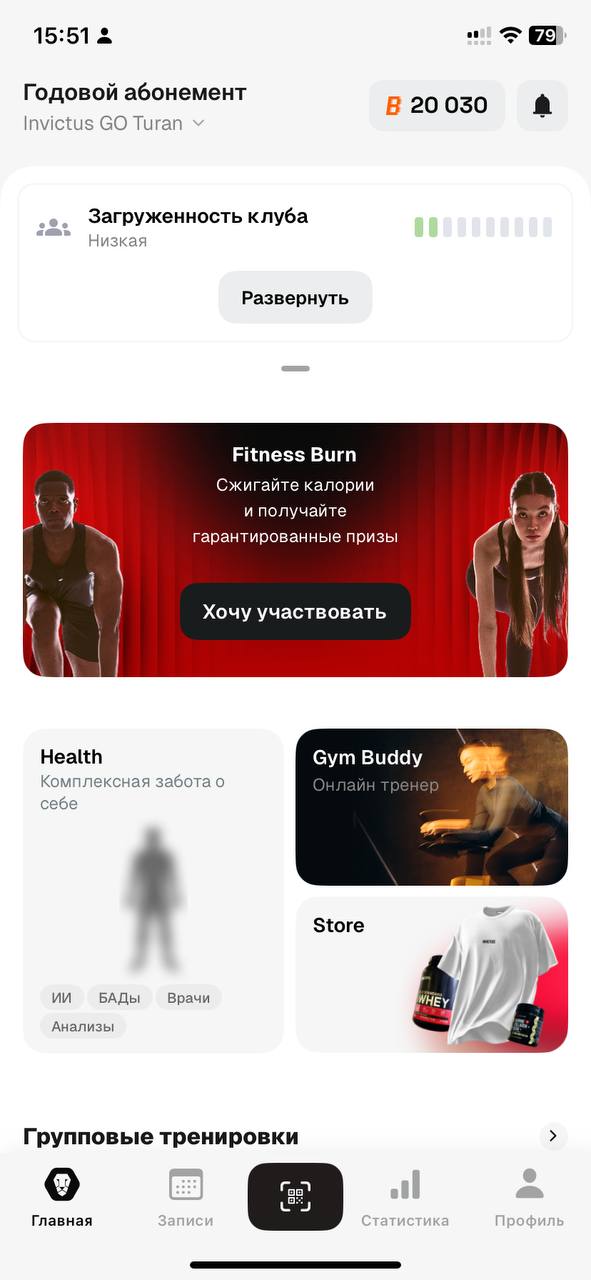 15:51
79
Годовой абонемент
Invictus GO Turan
B 20 030
Загруженность клуба
Низкая
Развернуть
Fitness Burn
Сжигайте калории
и получайте
гарантированные призы
Хочу участвовать
Health
Комплексная забота о
себе
ИИ
БАДы
Врачи
Анализы
Gym Buddy
Онлайн тренер
Store
WHEY
Групповые тренировки
Главная
Записи
Статистика
Профиль